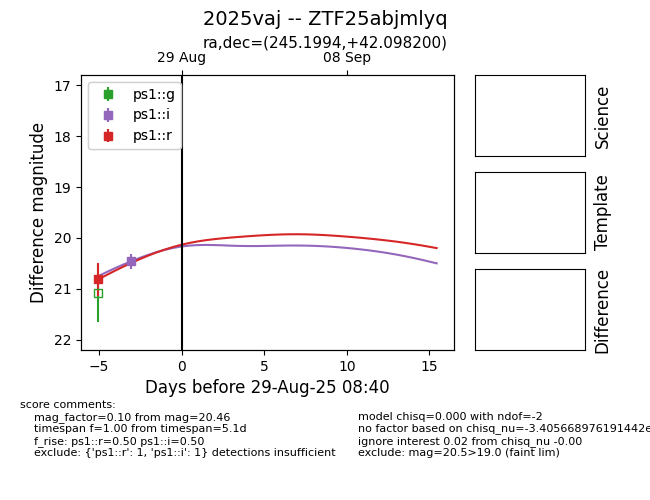 2025vaj -- ZTF25abjmlyq
ra,dec=(245.1994,+42.098200)
29 Aug
08 Sep
17
18
19
20
21
22
Difference magnitude
ps1::g
ps1::i
ps1::r
−5
0
5
10
15
Days before 29-Aug-25 08:40
Science
Template
Difference
score comments:
mag_factor=0.10 from mag=20.46
timespan f=1.00 from timespan=5.1d
f_rise: ps1::r=0.50 ps1::i=0.50
exclude: {'ps1::r': 1, 'ps1::i': 1} detections insufficient
model chisq=0.000 with ndof=-2
no factor based on chisq_nu=-3.405668976191442e
ignore interest 0.02 from chisq_nu -0.00
exclude: mag=20.5>19.0 (faint lim)